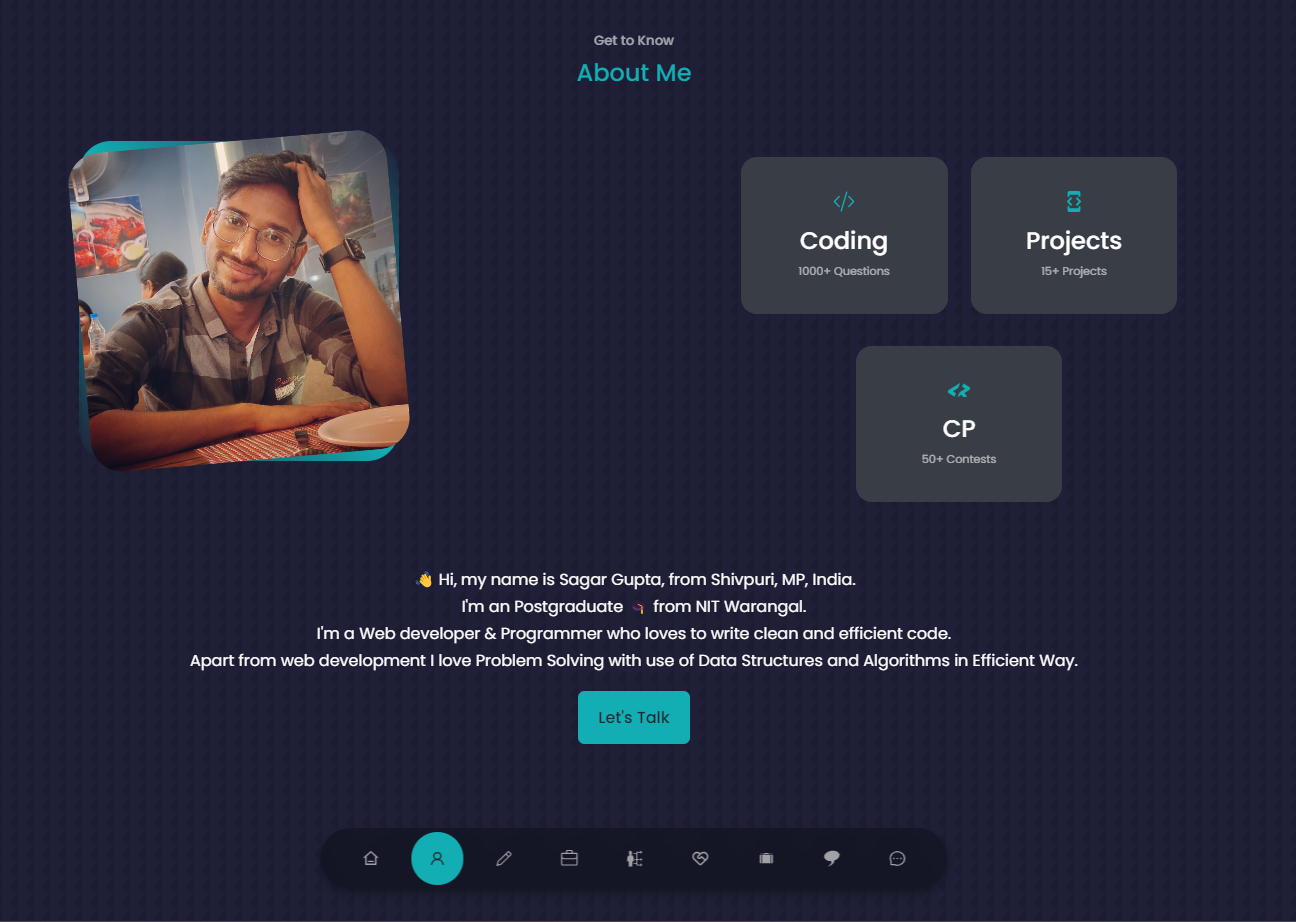 Get to Know
About Me
Coding
1000+ Questions
Projects
15+ Projects
CP
50+ Contests
👋 Hi, my name is Sagar Gupta, from Shivpuri, MP, India.
I'm an Postgraduate from NIT Warangal.
I'm a Web developer & Programmer who loves to write clean and efficient code.
Apart from web development I love Problem Solving with use of Data Structures and Algorithms in Efficient Way.
Let's Talk